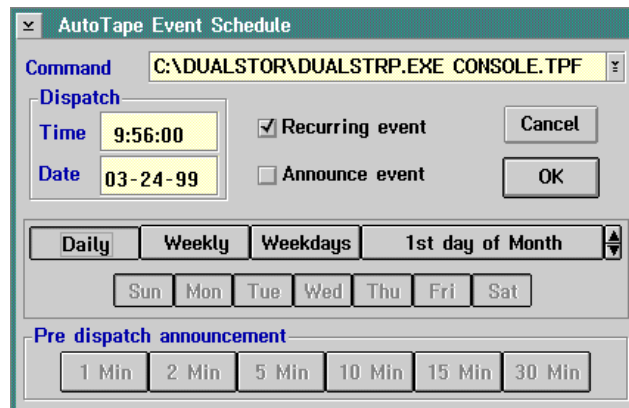 AutoTape Event Schedule
Command C:\DUALSTOR\DUALSTRP.EXE CONSOLE.TPF
Dispatch
Time 9:56:00
Recurring event
Cancel
Date 03-24-99
Announce event
OK
Daily Weekly Weekdays 1st day of Month
Sun Mon Tue Wed Thu Fri Sat
Pre dispatch announcement
1 Min 2 Min 5 Min 10 Min 15 Min 30 Min